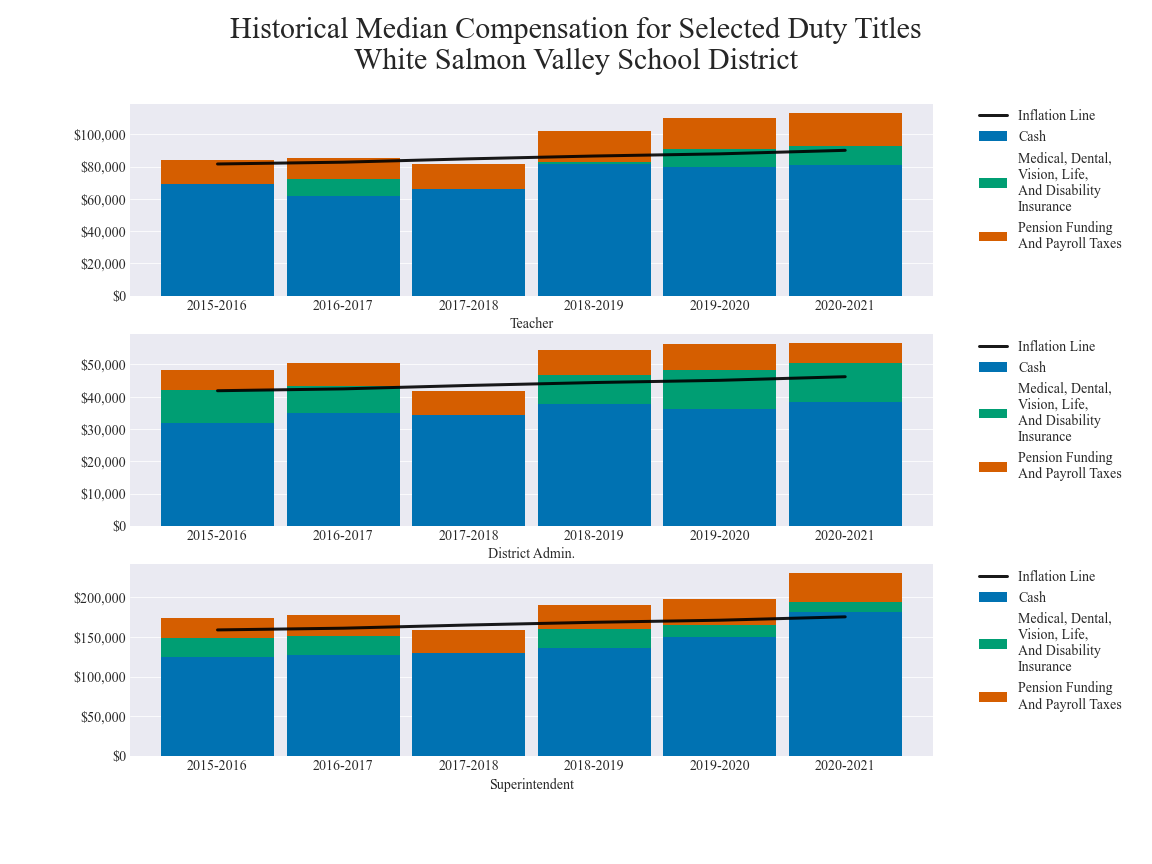 Historical Median Compensation for Selected Duty Titles
White Salmon Valley School District
$100,000
$80,000
$60,000
$40,000
$20,000
$0
2015-2016
2016-2017
2017-2018
2018-2019
2019-2020
2020-2021
Teacher
Inflation Line
Cash
Medical, Dental,
Vision, Life,
And Disability
Insurance
Pension Funding
And Payroll Taxes
$50,000
$40,000
$30,000
$20,000
$10,000
$0
2015-2016
2016-2017
2017-2018
2018-2019
2019-2020
2020-2021
District Admin.
Inflation Line
Cash
Medical, Dental,
Vision, Life,
And Disability
Insurance
Pension Funding
And Payroll Taxes
$200,000
$150,000
$100,000
$50,000
$0
2015-2016
2016-2017
2017-2018
2018-2019
2019-2020
2020-2021
Superintendent
Inflation Line
Cash
Medical, Dental,
Vision, Life,
And Disability
Insurance
Pension Funding
And Payroll Taxes